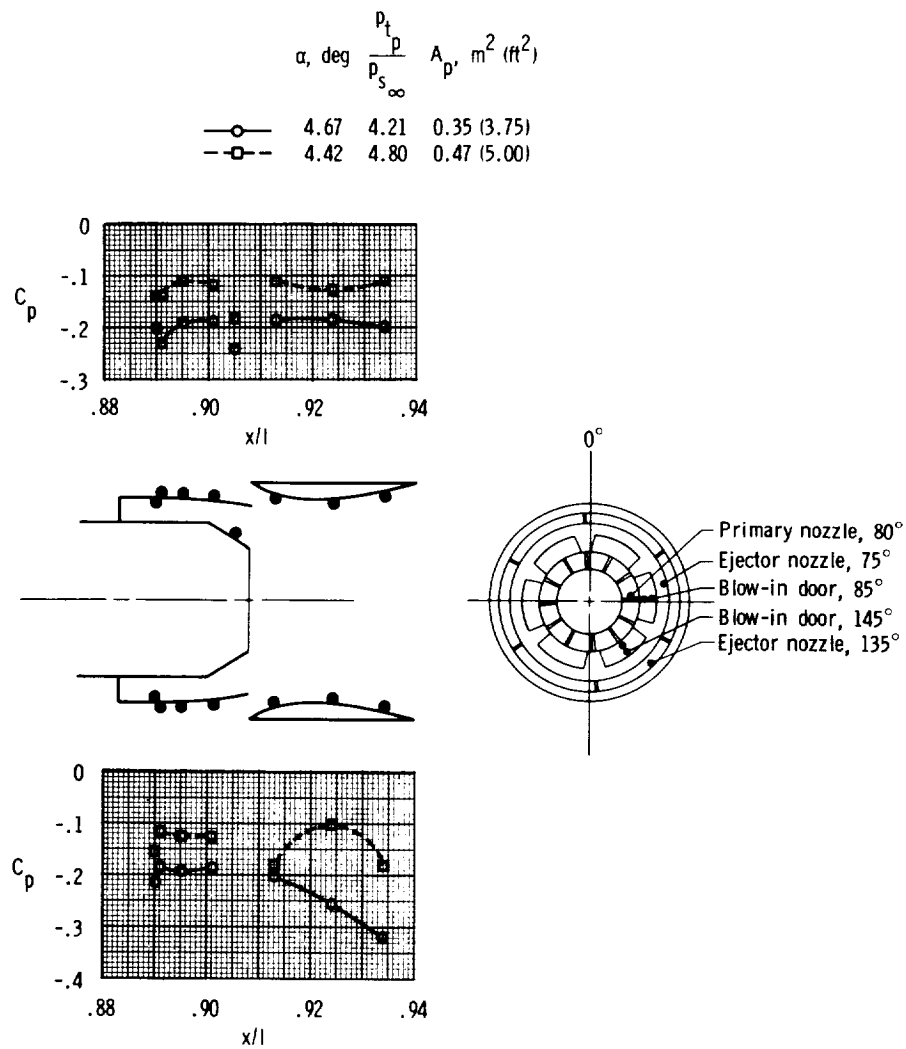 α, deg p_t_p/p_s_∞ A_p, m² (ft²)
4.67 4.21 0.35 (3.75)
4.42 4.80 0.47 (5.00)
0
-.1
C_p
-.2
-.3
.88 .90 .92 .94
x/l
0°
Primary nozzle, 80°
Ejector nozzle, 75°
Blow-in door, 85°
Blow-in door, 145°
Ejector nozzle, 135°
0
-.1
C_p
-.2
-.3
-.4
.88 .90 .92 .94
x/l